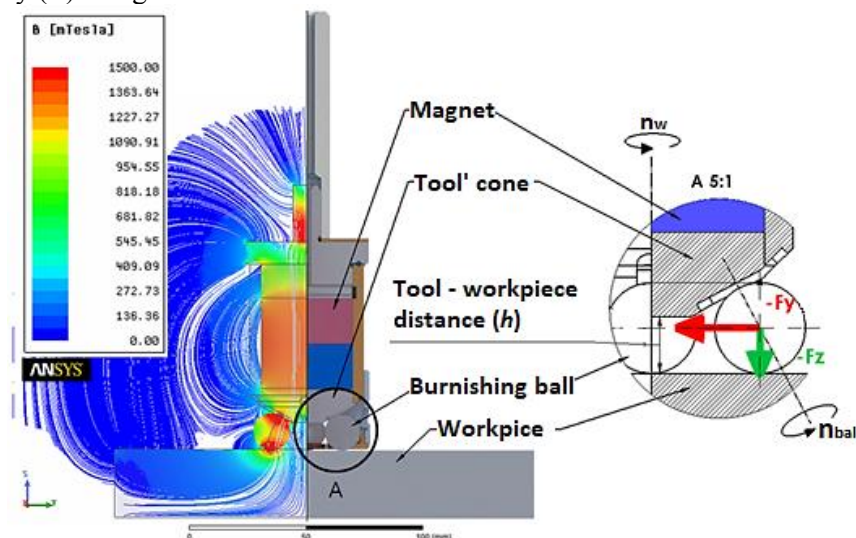 B [mTesla]
1500.00
1363.64
1227.27
1090.91
954.55
818.18
681.82
545.45
409.09
272.73
136.36
0.00
ANSYS
Magnet
Tool' cone
Tool - workpiece
distance (h)
Burnishing ball
Workpice
A
nw
A 5:1
-Fy
-Fz
nbal
0
50
100 (mm)